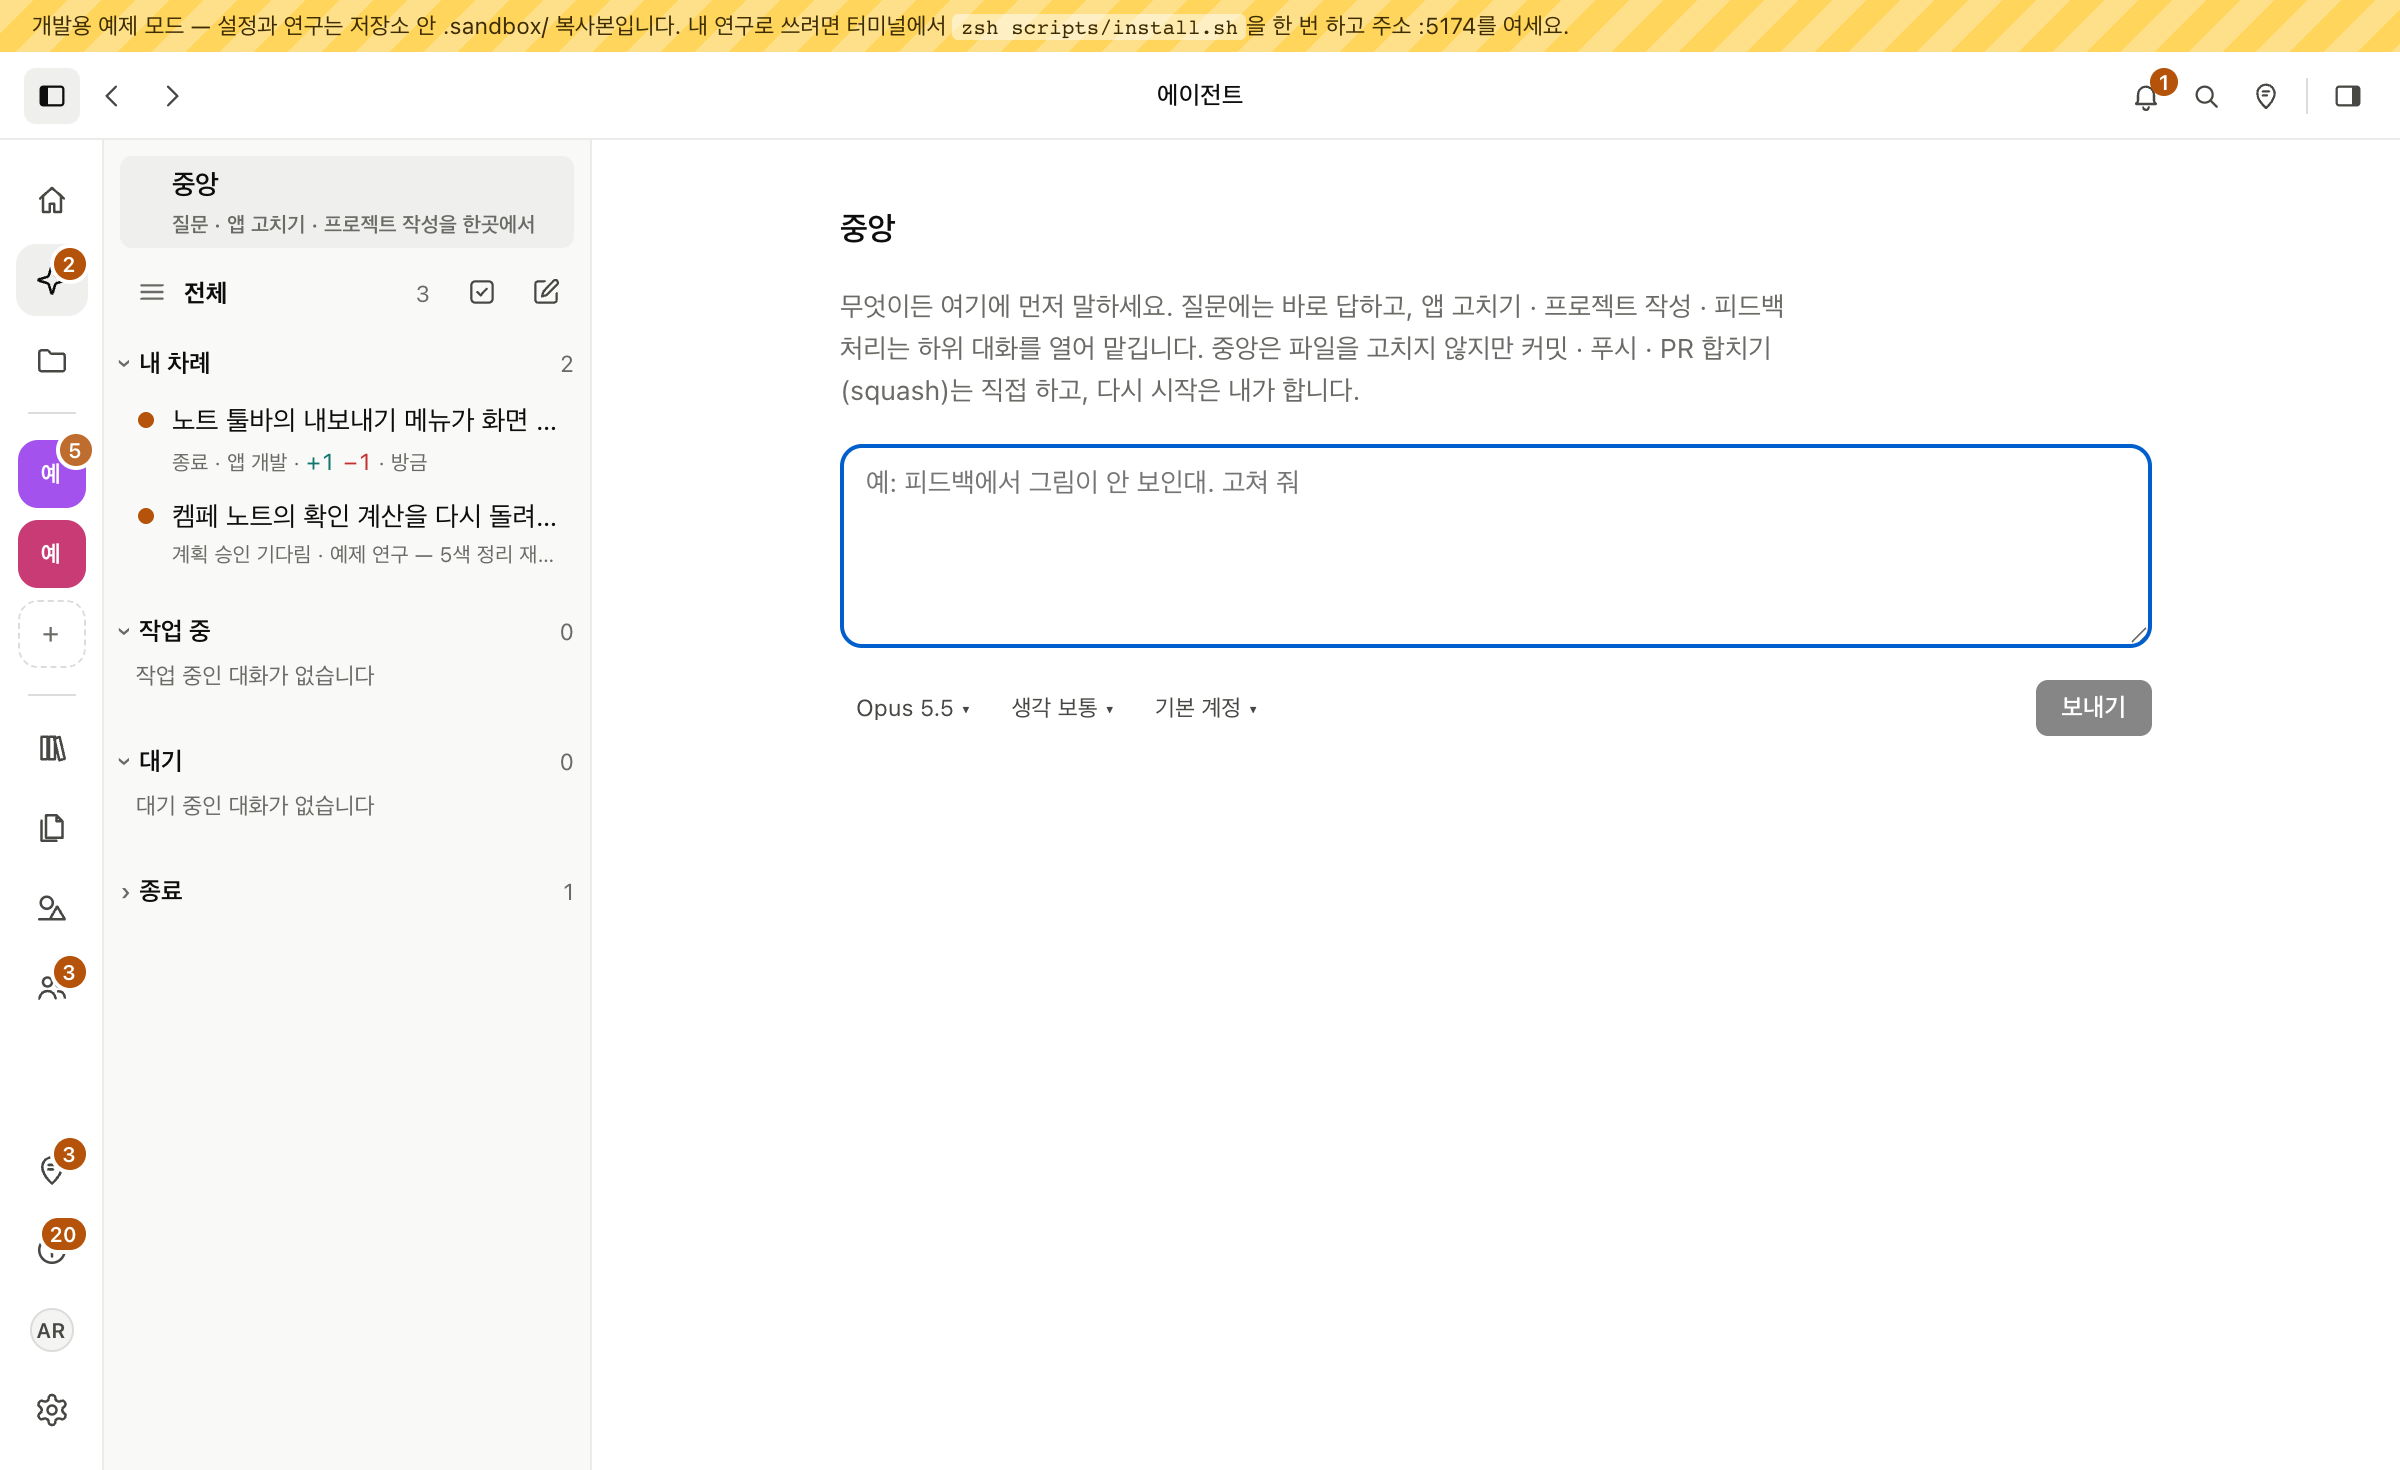 개발용 예제 모드 — 설정과 연구는 저장소 안 .sandbox/ 복사본입니다. 내 연구로 쓰려면 터미널에서 zsh scripts/install.sh을 한 번 하고 주소 :5174를 여세요.
에이전트
1
2
5
예
예
+
3
3
20
AR
중앙
질문 · 앱 고치기 · 프로젝트 작성을 한곳에서
전체 3
내 차례 2
노트 툴바의 내보내기 메뉴가 화면 ...
종료 · 앱 개발 · +1 −1 · 방금
켐페 노트의 확인 계산을 다시 돌려...
계획 승인 기다림 · 예제 연구 — 5색 정리 재...
작업 중 0
작업 중인 대화가 없습니다
대기 0
대기 중인 대화가 없습니다
종료 1
중앙
무엇이든 여기에 먼저 말하세요. 질문에는 바로 답하고, 앱 고치기 · 프로젝트 작성 · 피드백
처리는 하위 대화를 열어 맡깁니다. 중앙은 파일을 고치지 않지만 커밋 · 푸시 · PR 합치기
(squash)는 직접 하고, 다시 시작은 내가 합니다.
예: 피드백에서 그림이 안 보인대. 고쳐 줘
Opus 5.5 생각 보통 기본 계정 보내기